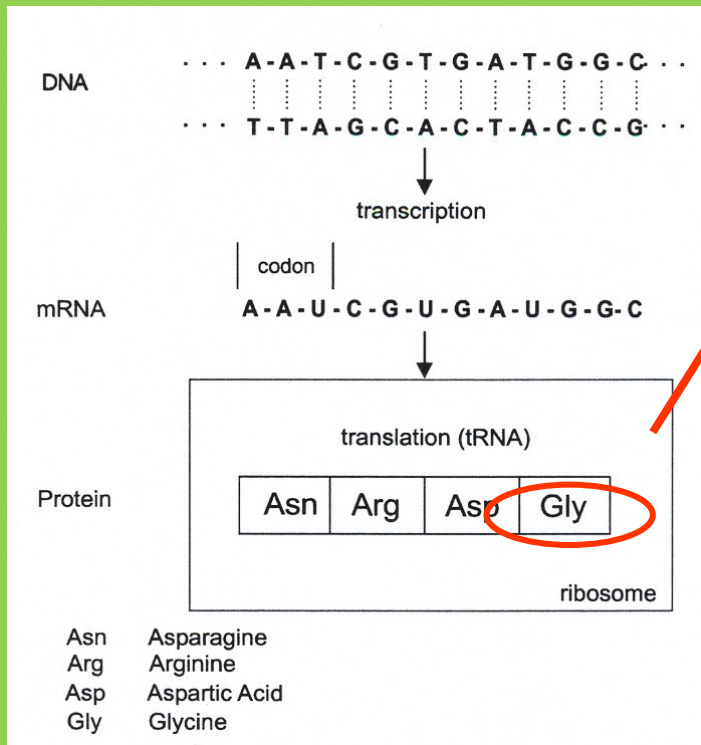 DNA
· · · A - A - T - C - G - T - G - A - T - G - G - C · · ·
· · · T - T - A - G - C - A - C - T - A - C - C - G · · ·
transcription
codon
mRNA
A - A - U - C - G - U - G - A - U - G - G - C
translation (tRNA)
Protein
Asn Arg Asp Gly
ribosome
Asn Asparagine
Arg Arginine
Asp Aspartic Acid
Gly Glycine